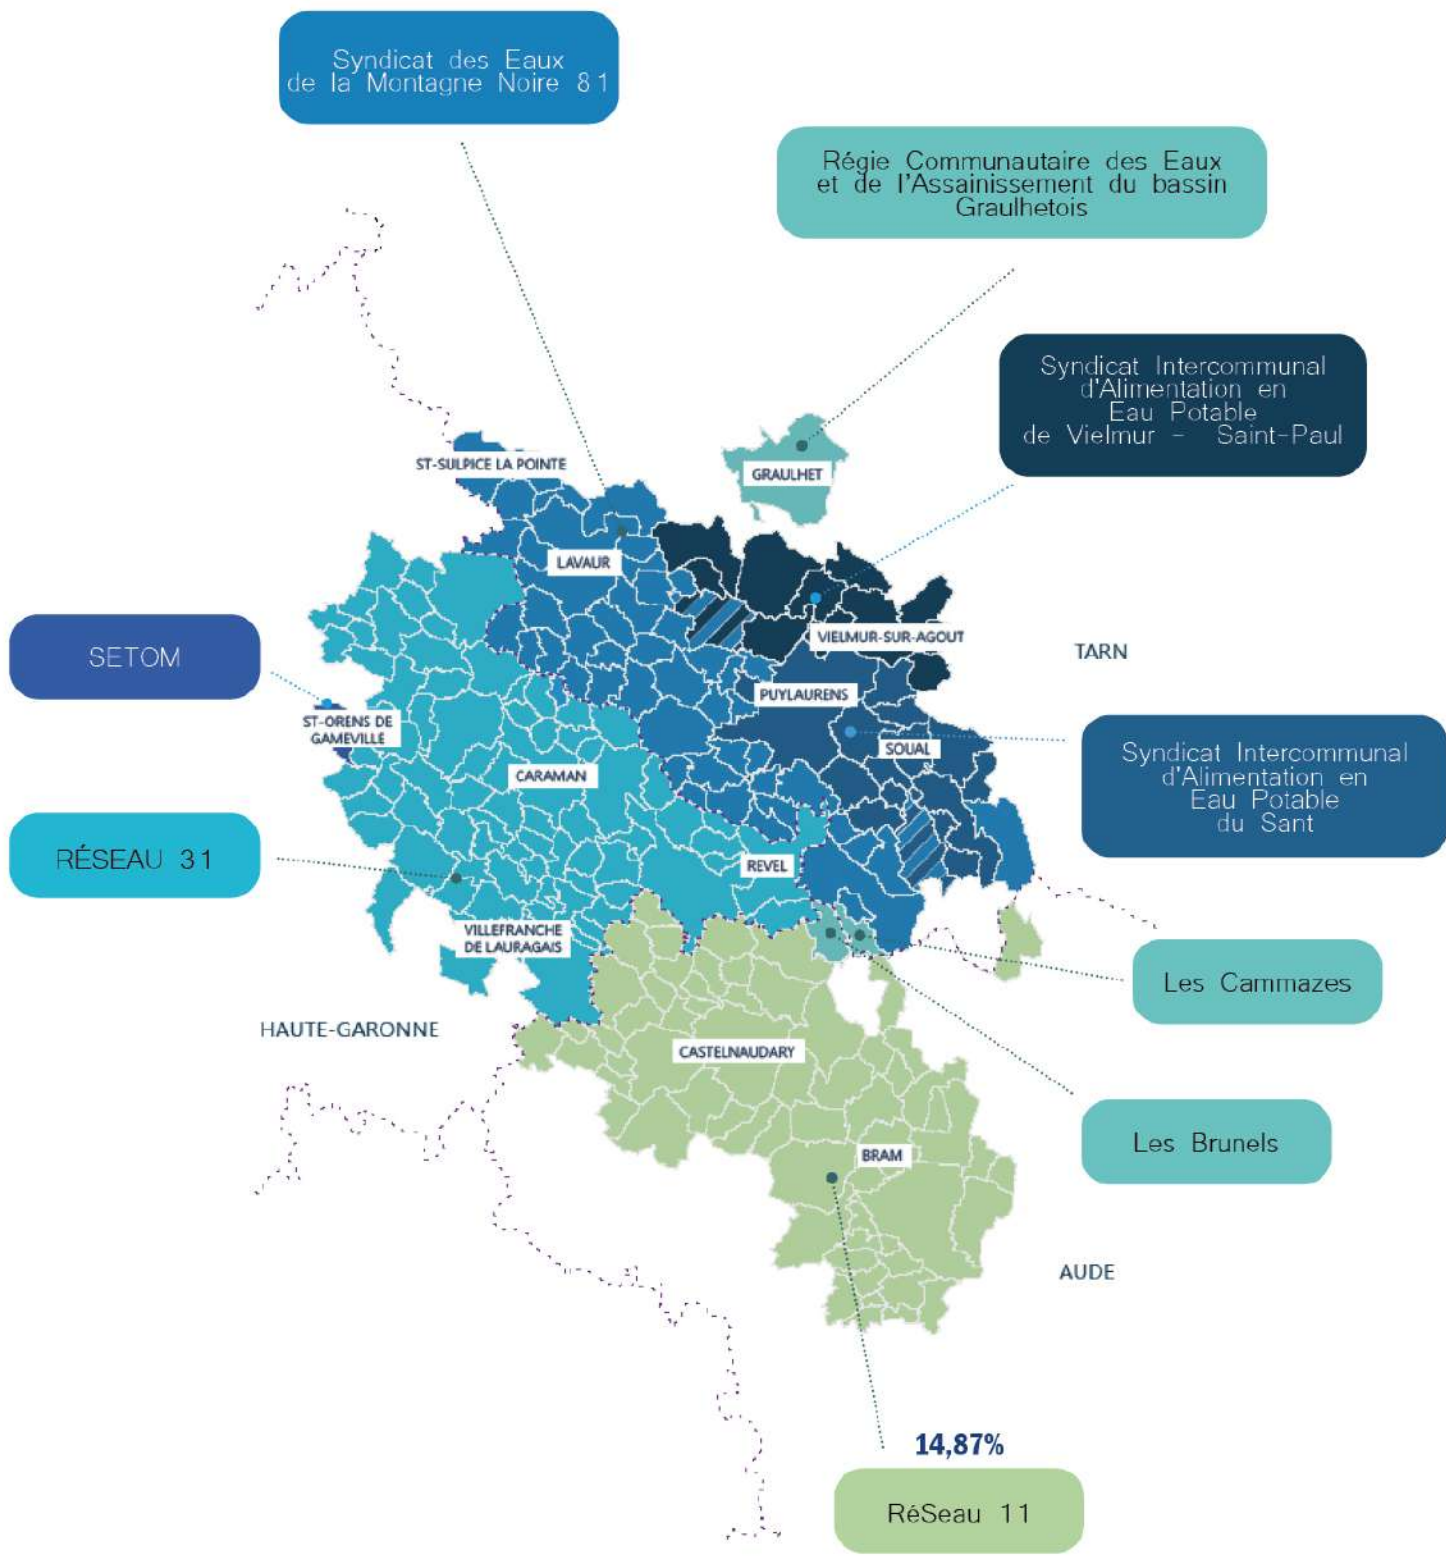 Syndicat des Eaux
de la Montagne Noire 81
Régie Communautaire des Eaux
et de l'Assainissement du bassin
Graulhetois
Syndicat Intercommunal
d'Alimentation en
Eau Potable
de Vielmur - Saint-Paul
ST-SULPICE LA POINTE
GRAULHET
LAVAUR
VIELMUR-SUR-AGOUT
SETOM
TARN
PUYLAURENS
ST-ORENS DE
GAMEVILLE
SOUAL
CARAMAN
Syndicat Intercommunal
d'Alimentation en
Eau Potable
du Sant
RÉSEAU 31
REVEL
VILLEFRANCHE
DE LAURAGAIS
Les Cammazes
HAUTE-GARONNE
CASTELNAUDARY
Les Brunels
BRAM
AUDE
14,87%
RéSeau 11